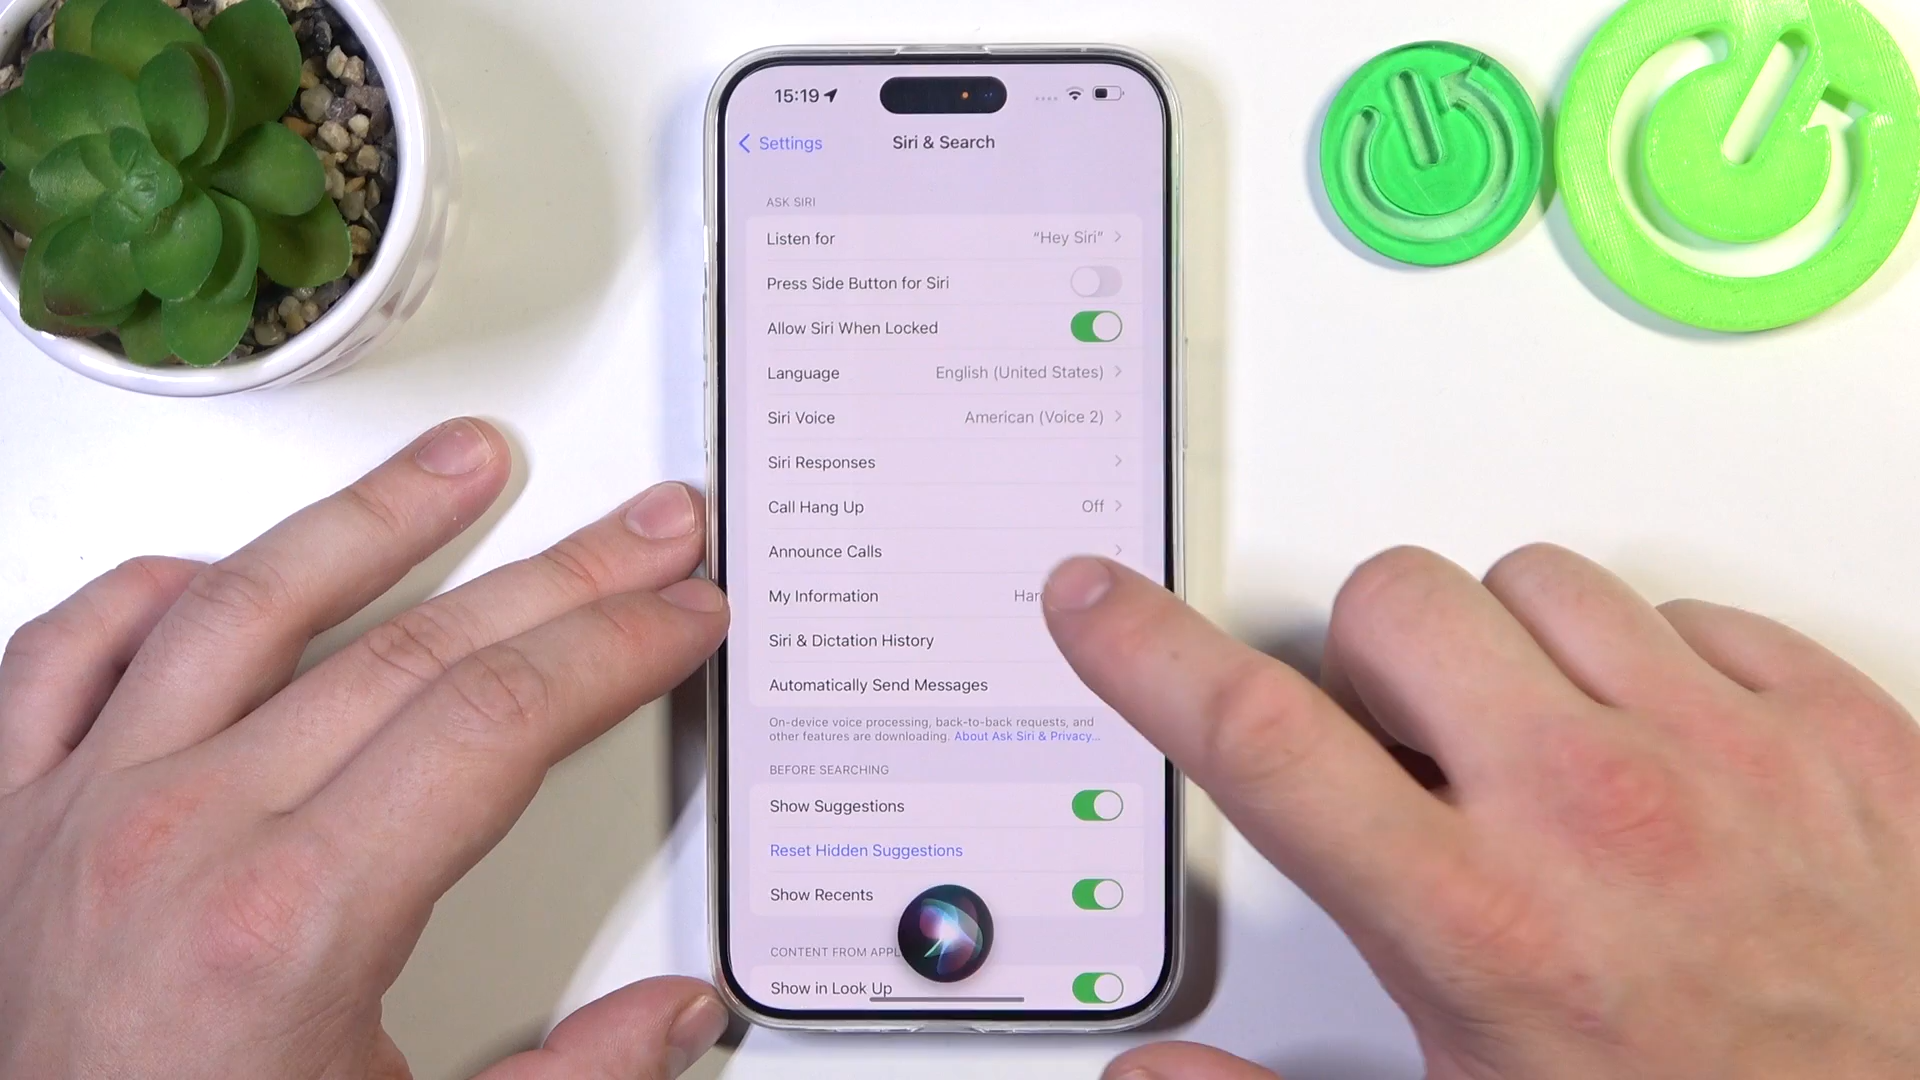 15:19
Settings
Siri & Search
ASK SIRI
Listen for “Hey Siri”
Press Side Button for Siri
Allow Siri When Locked
Language English (United States)
Siri Voice American (Voice 2)
Siri Responses
Call Hang Up Off
Announce Calls
My Information
Siri & Dictation History
Automatically Send Messages
On-device voice processing, back-to-back requests, and
other features are downloading. About Ask Siri & Privacy...
BEFORE SEARCHING
Show Suggestions
Reset Hidden Suggestions
Show Recents
CONTENT FROM
Show in Look Up